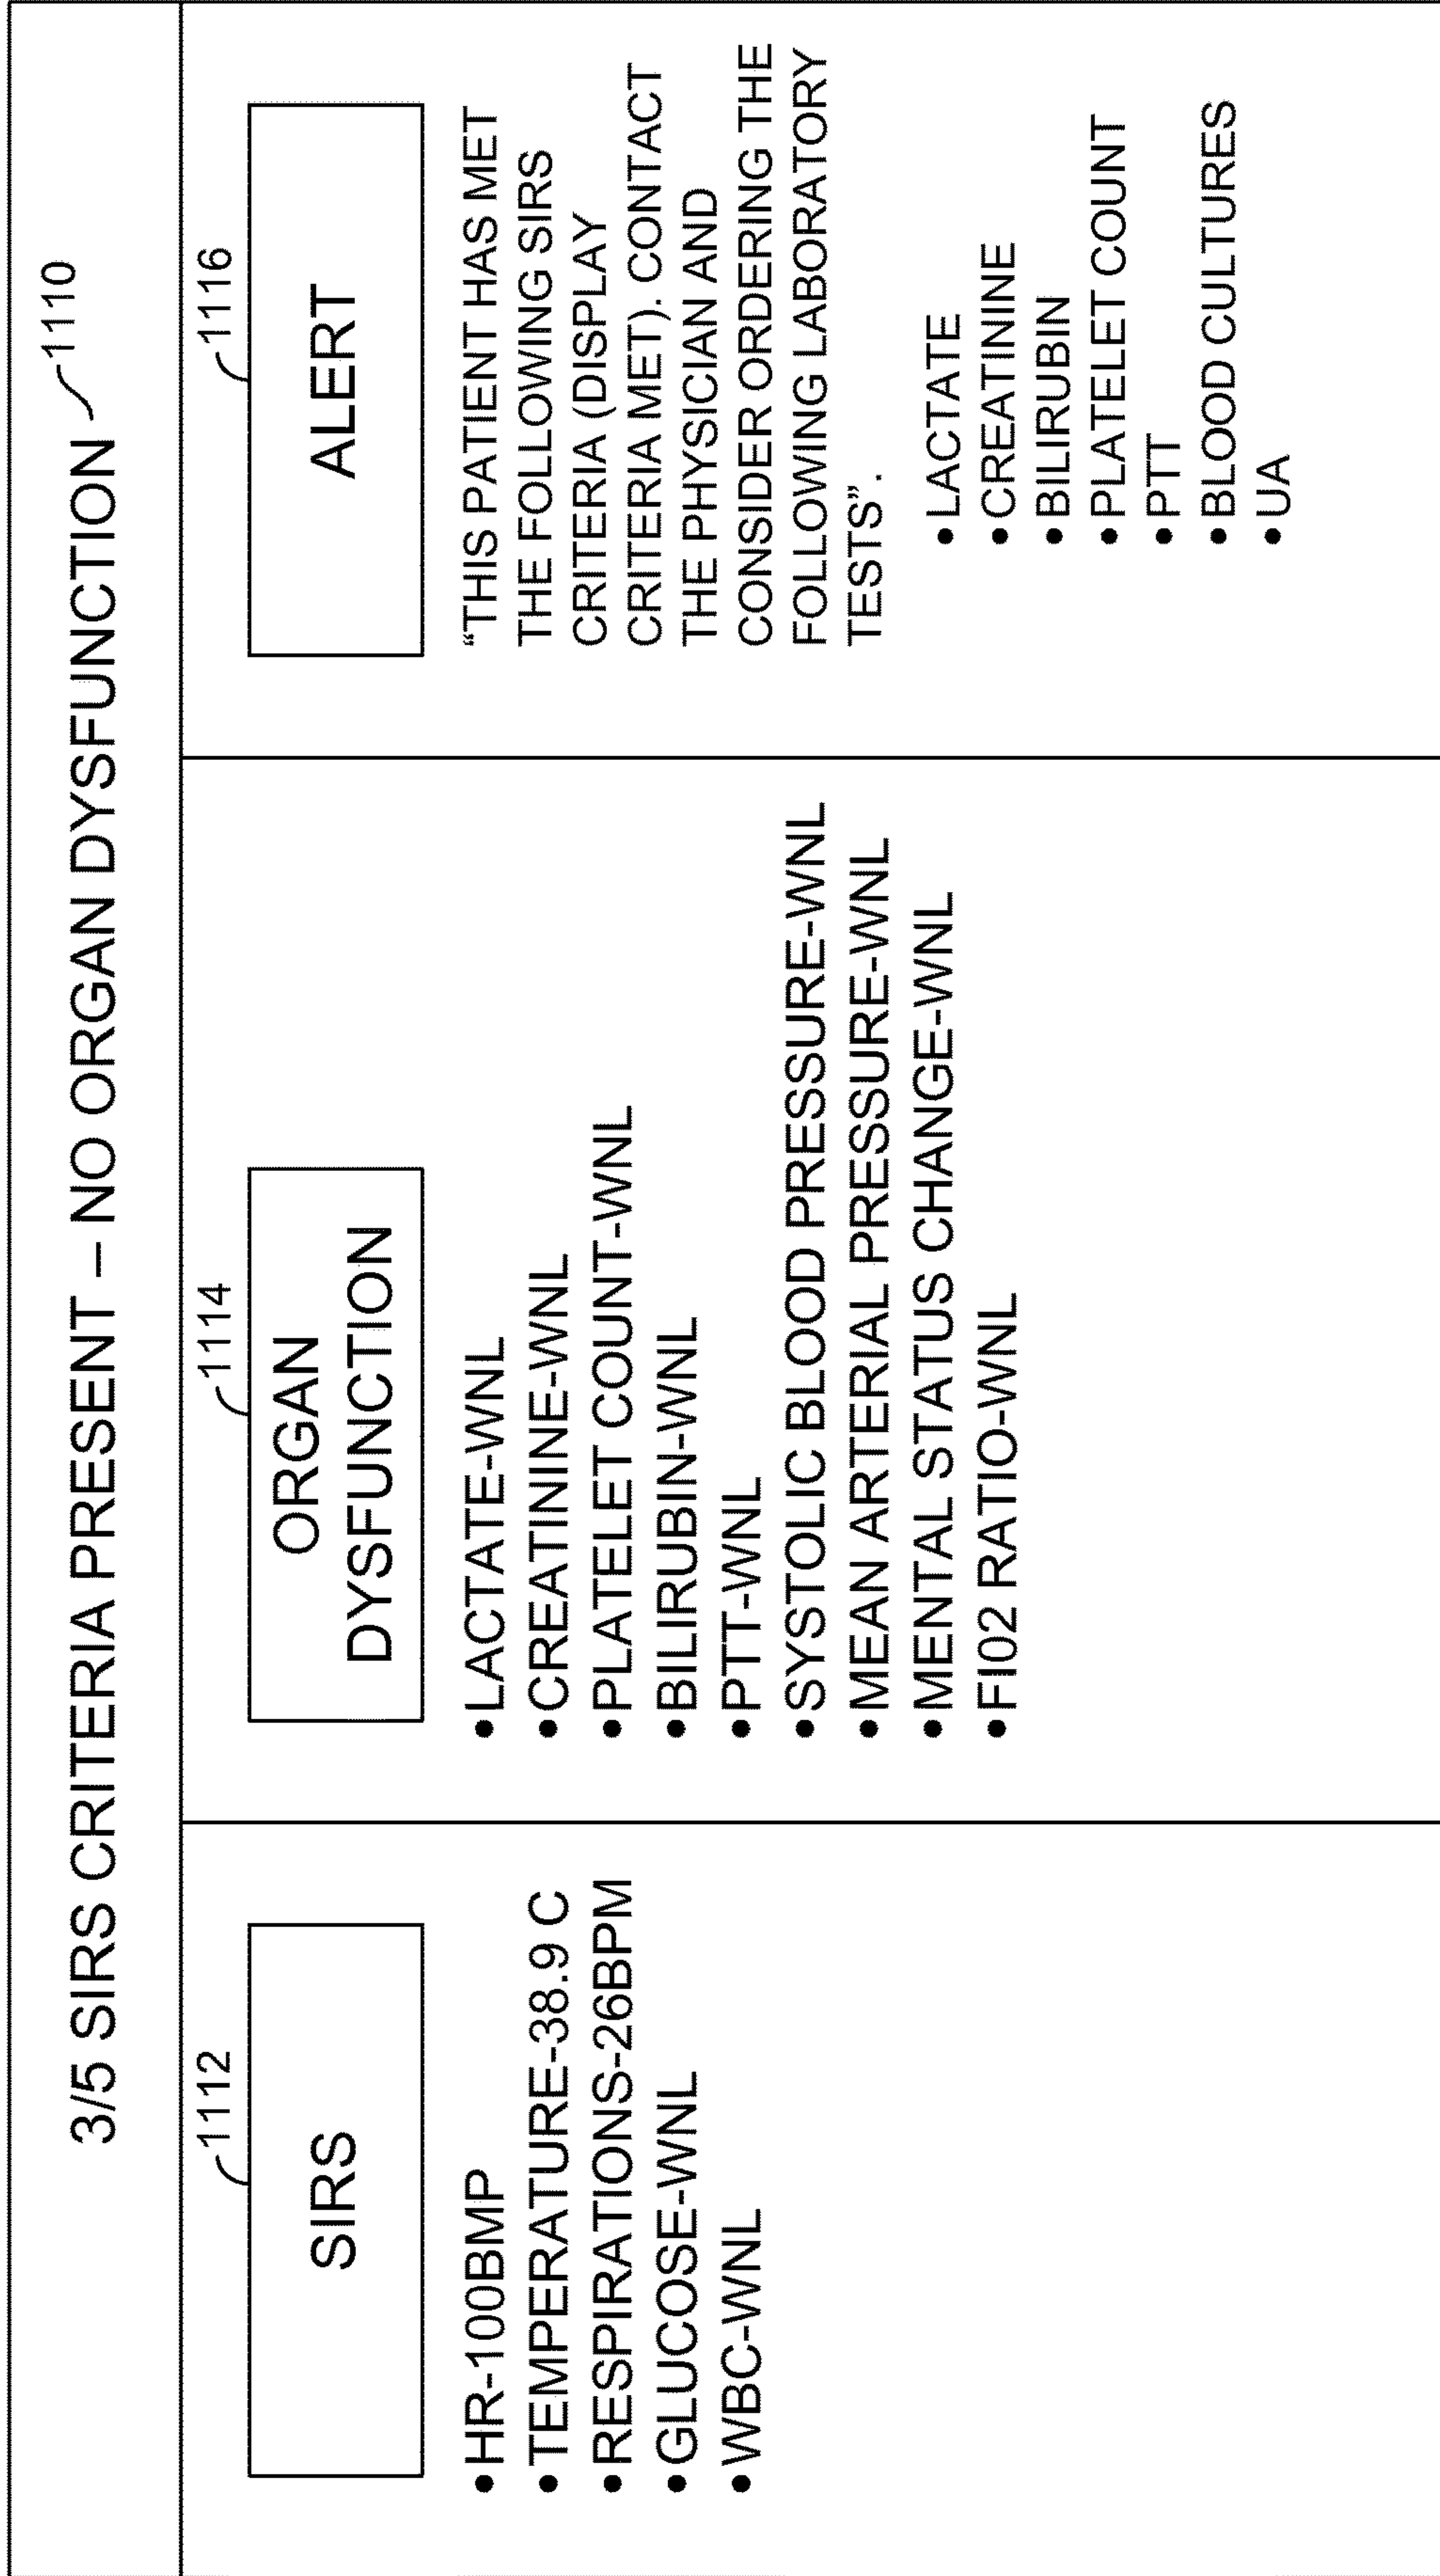 3/5 SIRS CRITERIA PRESENT – NO ORGAN DYSFUNCTION 1110
1112
SIRS
•HR-100BMP
•TEMPERATURE-38.9 C
•RESPIRATIONS-26BPM
•GLUCOSE-WNL
•WBC-WNL
1114
ORGAN
DYSFUNCTION
•LACTATE-WNL
•CREATININE-WNL
•PLATELET COUNT-WNL
•BILIRUBIN-WNL
•PTT-WNL
•SYSTOLIC BLOOD PRESSURE-WNL
•MEAN ARTERIAL PRESSURE-WNL
•MENTAL STATUS CHANGE-WNL
•FI02 RATIO-WNL
1116
ALERT
“THIS PATIENT HAS MET
THE FOLLOWING SIRS
CRITERIA (DISPLAY
CRITERIA MET). CONTACT
THE PHYSICIAN AND
CONSIDER ORDERING THE
FOLLOWING LABORATORY
TESTS”.
• LACTATE
• CREATININE
• BILIRUBIN
• PLATELET COUNT
• PTT
• BLOOD CULTURES
• UA